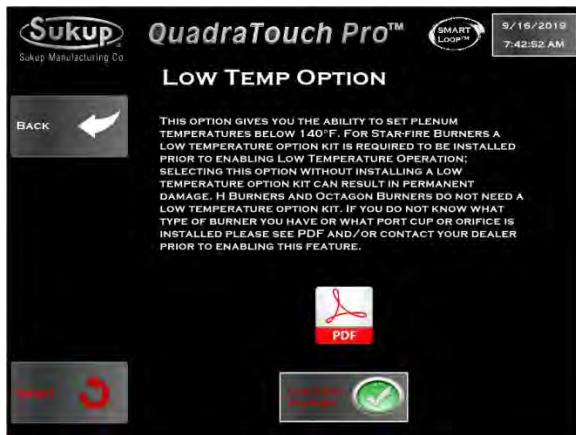 Sukup
Sukup Manufacturing Co
QuadraTouch Pro™
SMART
LOOP™
9/16/2019
7:42:52 AM
LOW TEMP OPTION
BACK
THIS OPTION GIVES YOU THE ABILITY TO SET PLENUM
TEMPERATURES BELOW 140°F. FOR STAR-FIRE BURNERS A
LOW TEMPERATURE OPTION KIT IS REQUIRED TO BE INSTALLED
PRIOR TO ENABLING LOW TEMPERATURE OPERATION;
SELECTING THIS OPTION WITHOUT INSTALLING A LOW
TEMPERATURE OPTION KIT CAN RESULT IN PERMANENT
DAMAGE. H BURNERS AND OCTAGON BURNERS DO NOT NEED A
LOW TEMPERATURE OPTION KIT. IF YOU DO NOT KNOW WHAT
TYPE OF BURNER YOU HAVE OR WHAT PORT CUP OR ORIFICE IS
INSTALLED PLEASE SEE PDF AND/OR CONTACT YOUR DEALER
PRIOR TO ENABLING THIS FEATURE.
PDF
RESET